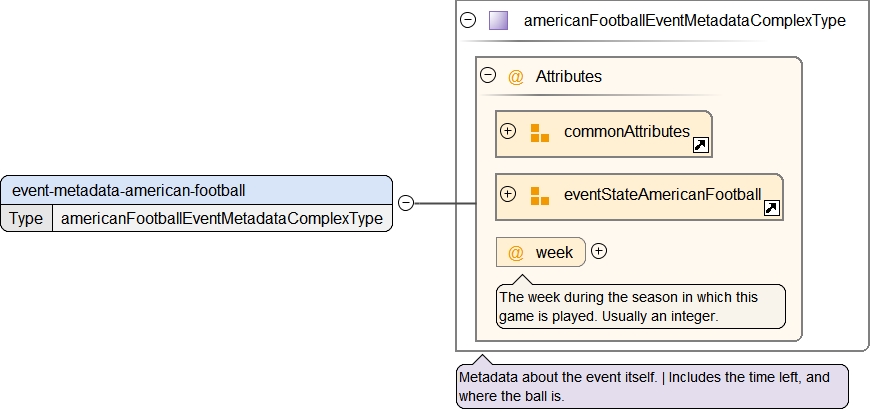 americanFootballEventMetadataComplexType
@ Attributes
commonAttributes
event-metadata-american-football
eventStateAmericanFootball
Type americanFootballEventMetadataComplexType
@ week
The week during the season in which this
game is played. Usually an integer.
Metadata about the event itself. | Includes the time left, and
where the ball is.